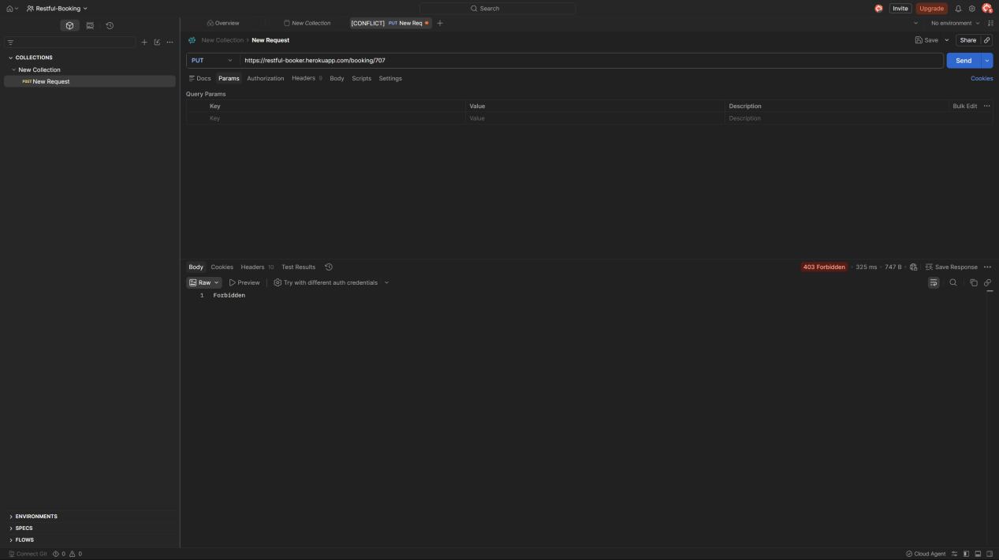 Restful-Booking
Search
Invite
Upgrade
Overview
New Collection
[CONFLICT] PUT New Req
No environment
New Collection › New Request
Save
Share
COLLECTIONS
New Collection
POST New Request
PUT
https://restful-booker.herokuapp.com/booking/707
Send
Docs Params Authorization Headers 9 Body Scripts Settings
Cookies
Query Params
Key Value Description Bulk Edit
Key Value Description
Body Cookies Headers 10 Test Results
403 Forbidden 325 ms 747 B Save Response
Raw Preview Try with different auth credentials
1 Forbidden
ENVIRONMENTS
SPECS
FLOWS
Connect Git 0 0
Cloud Agent